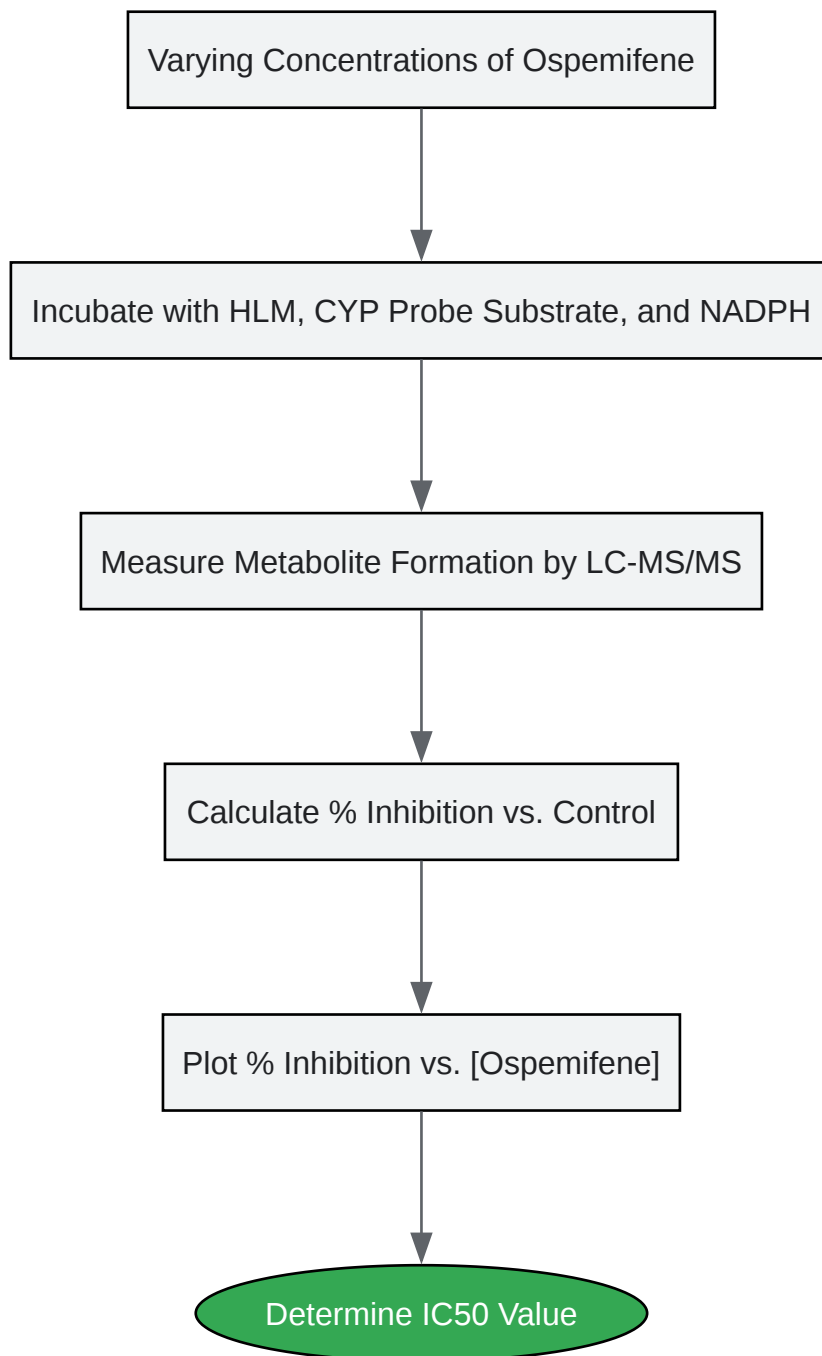 Varying Concentrations of Ospemifene
Incubate with HLM, CYP Probe Substrate, and NADPH
Measure Metabolite Formation by LC-MS/MS
Calculate % Inhibition vs. Control
Plot % Inhibition vs. [Ospemifene]
Determine IC50 Value